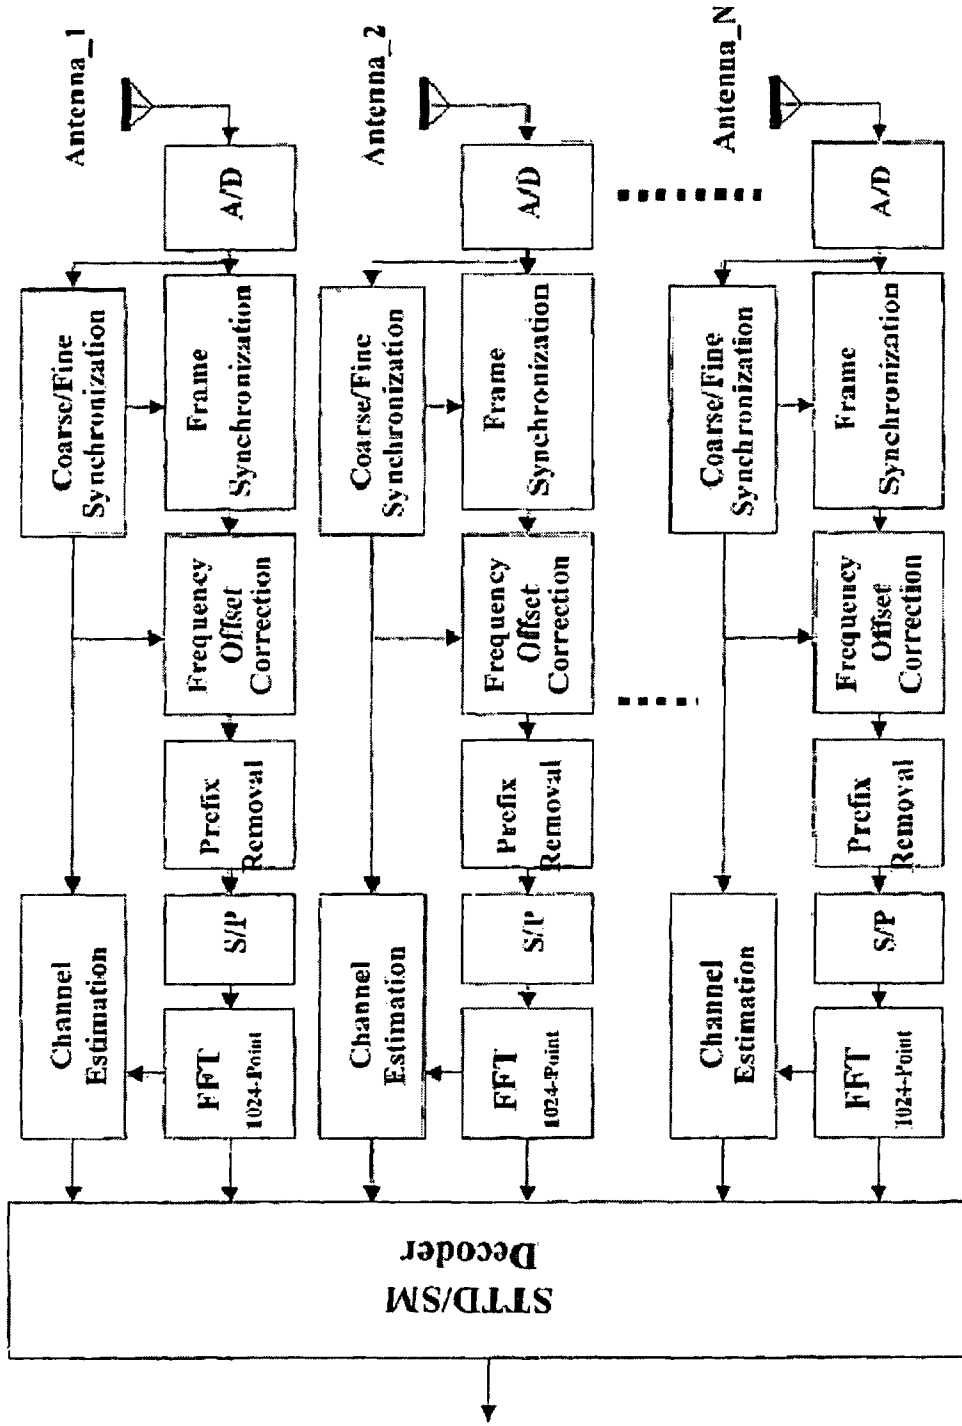 Antenna_1
A/D
Coarse/Fine
Synchronization
Frame
Synchronization
Frequency
Offset
Correction
Prefix
Removal
S/P
Channel
Estimation
FFT
1024-Point
Antenna_2
A/D
Coarse/Fine
Synchronization
Frame
Synchronization
Frequency
Offset
Correction
Prefix
Removal
S/P
Channel
Estimation
FFT
1024-Point
Antenna_N
A/D
Coarse/Fine
Synchronization
Frame
Synchronization
Frequency
Offset
Correction
Prefix
Removal
S/P
Channel
Estimation
FFT
1024-Point
STTD/SM
Decoder